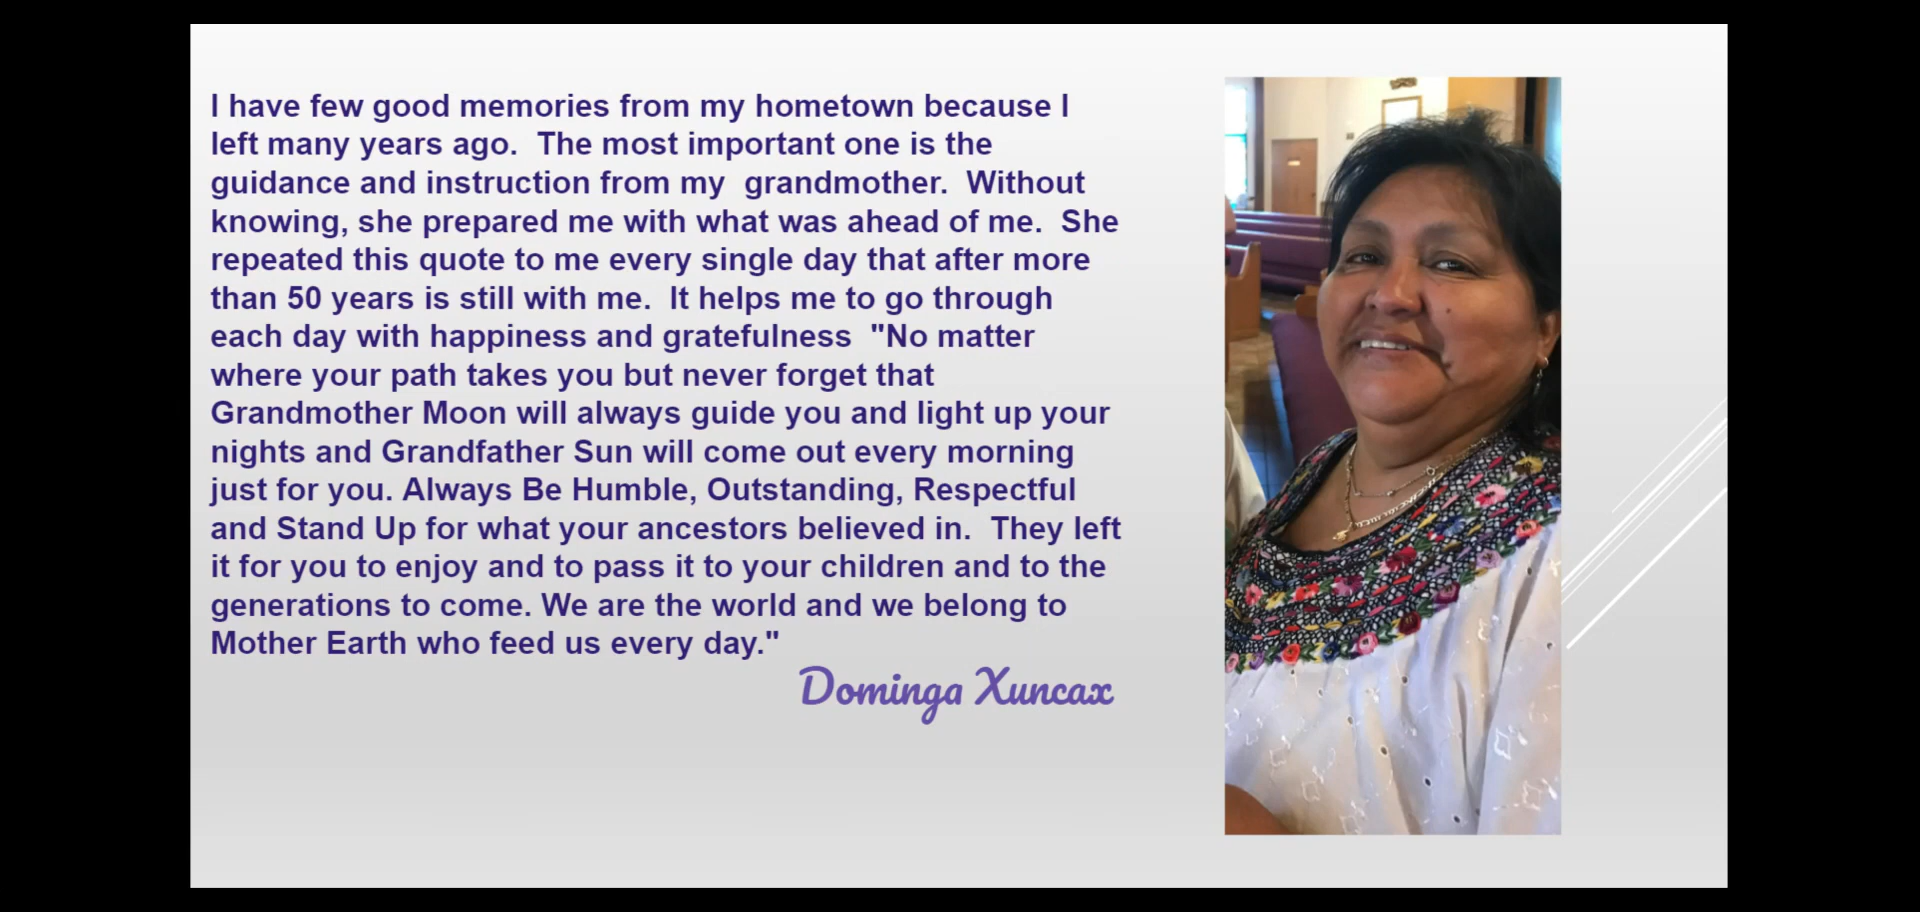 I have few good memories from my hometown because I
left many years ago.  The most important one is the
guidance and instruction from my  grandmother.  Without
knowing, she prepared me with what was ahead of me.  She
repeated this quote to me every single day that after more
than 50 years is still with me.  It helps me to go through
each day with happiness and gratefulness  "No matter
where your path takes you but never forget that
Grandmother Moon will always guide you and light up your
nights and Grandfather Sun will come out every morning
just for you. Always Be Humble, Outstanding, Respectful
and Stand Up for what your ancestors believed in.  They left
it for you to enjoy and to pass it to your children and to the
generations to come. We are the world and we belong to
Mother Earth who feed us every day."
Dominga Xuncax